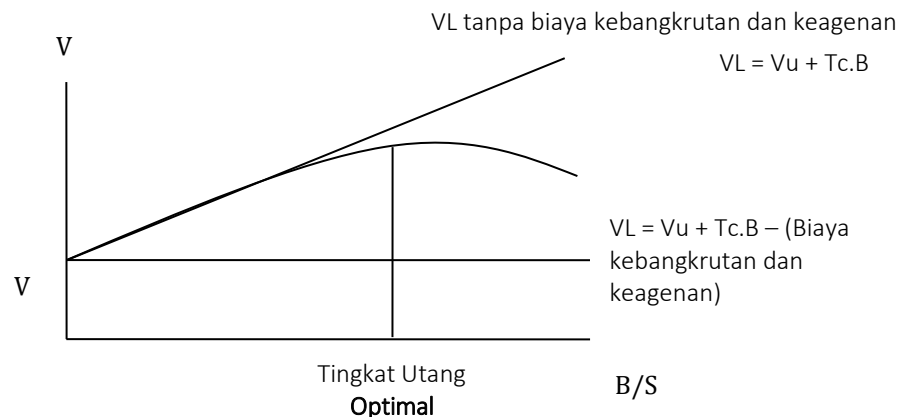 VL tanpa biaya kebangkrutan dan keagenan
V
VL = Vu + Tc.B
VL = Vu + Tc.B – (Biaya
kebangkrutan dan
keagenan)
V
Tingkat Utang
Optimal
B/S